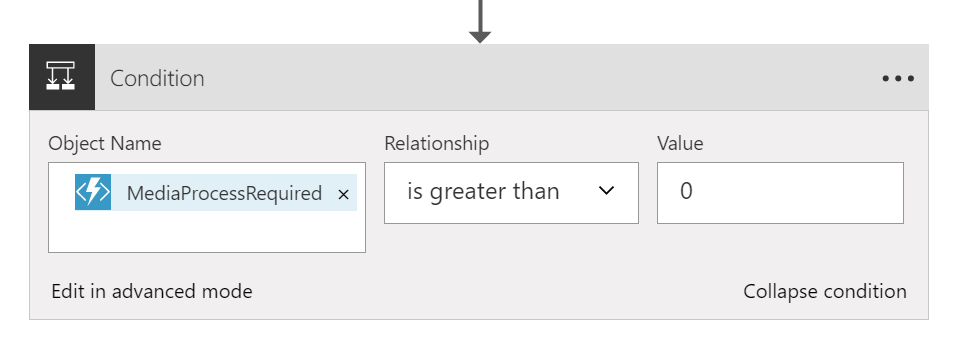 Condition
Object Name
Relationship
Value
MediaProcessRequired ×
is greater than
0
Edit in advanced mode
Collapse condition